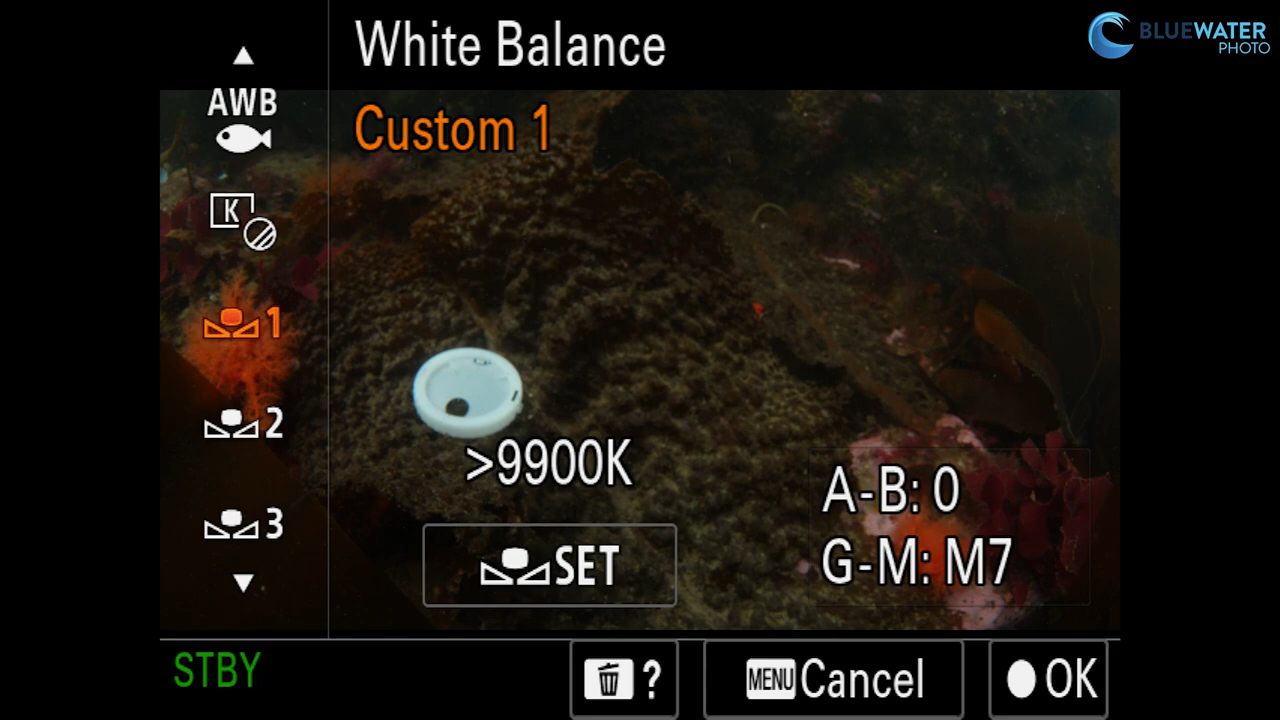 White Balance
BLUEWATER
PHOTO
AWB
Custom 1
K
1
2
>9900K
A-B: 0
3
SET
G-M: M7
STBY
?
MENU Cancel
OK